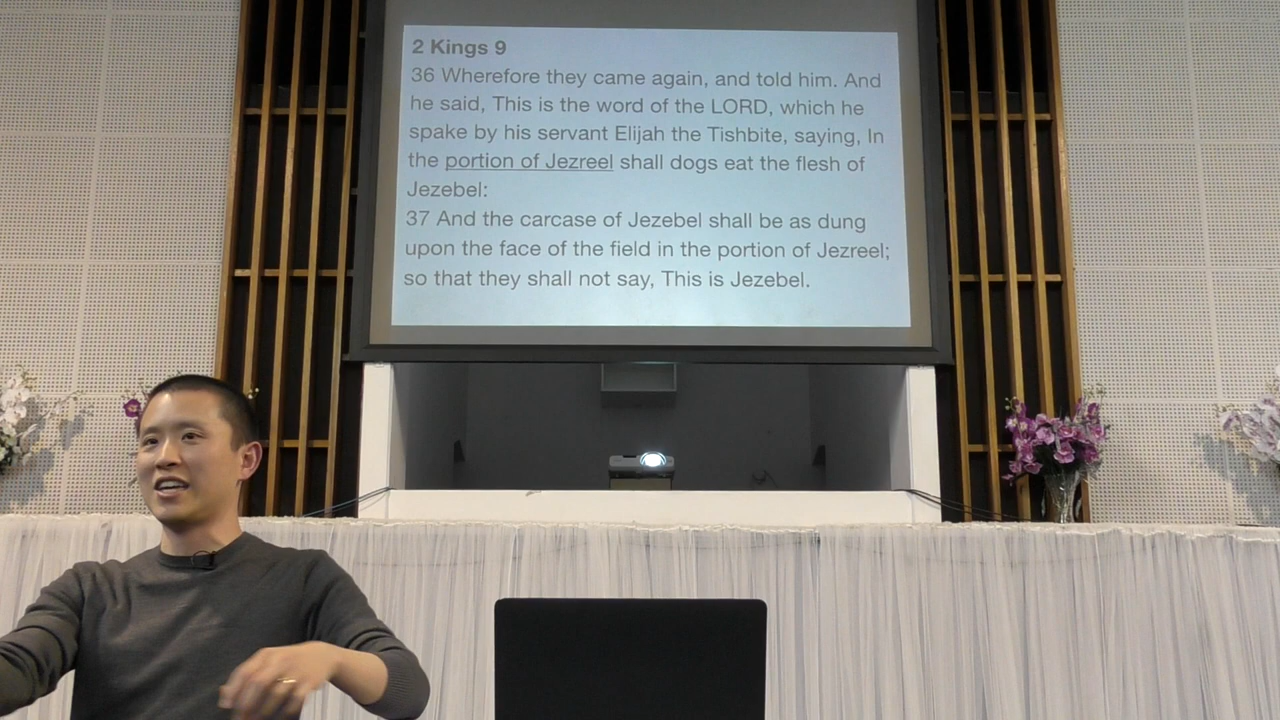 2 Kings 9
36 Wherefore they came again, and told him. And
he said, This is the word of the LORD, which he
spake by his servant Elijah the Tishbite, saying, In
the portion of Jezreel shall dogs eat the flesh of
Jezebel:
37 And the carcase of Jezebel shall be as dung
upon the face of the field in the portion of Jezreel;
so that they shall not say, This is Jezebel.